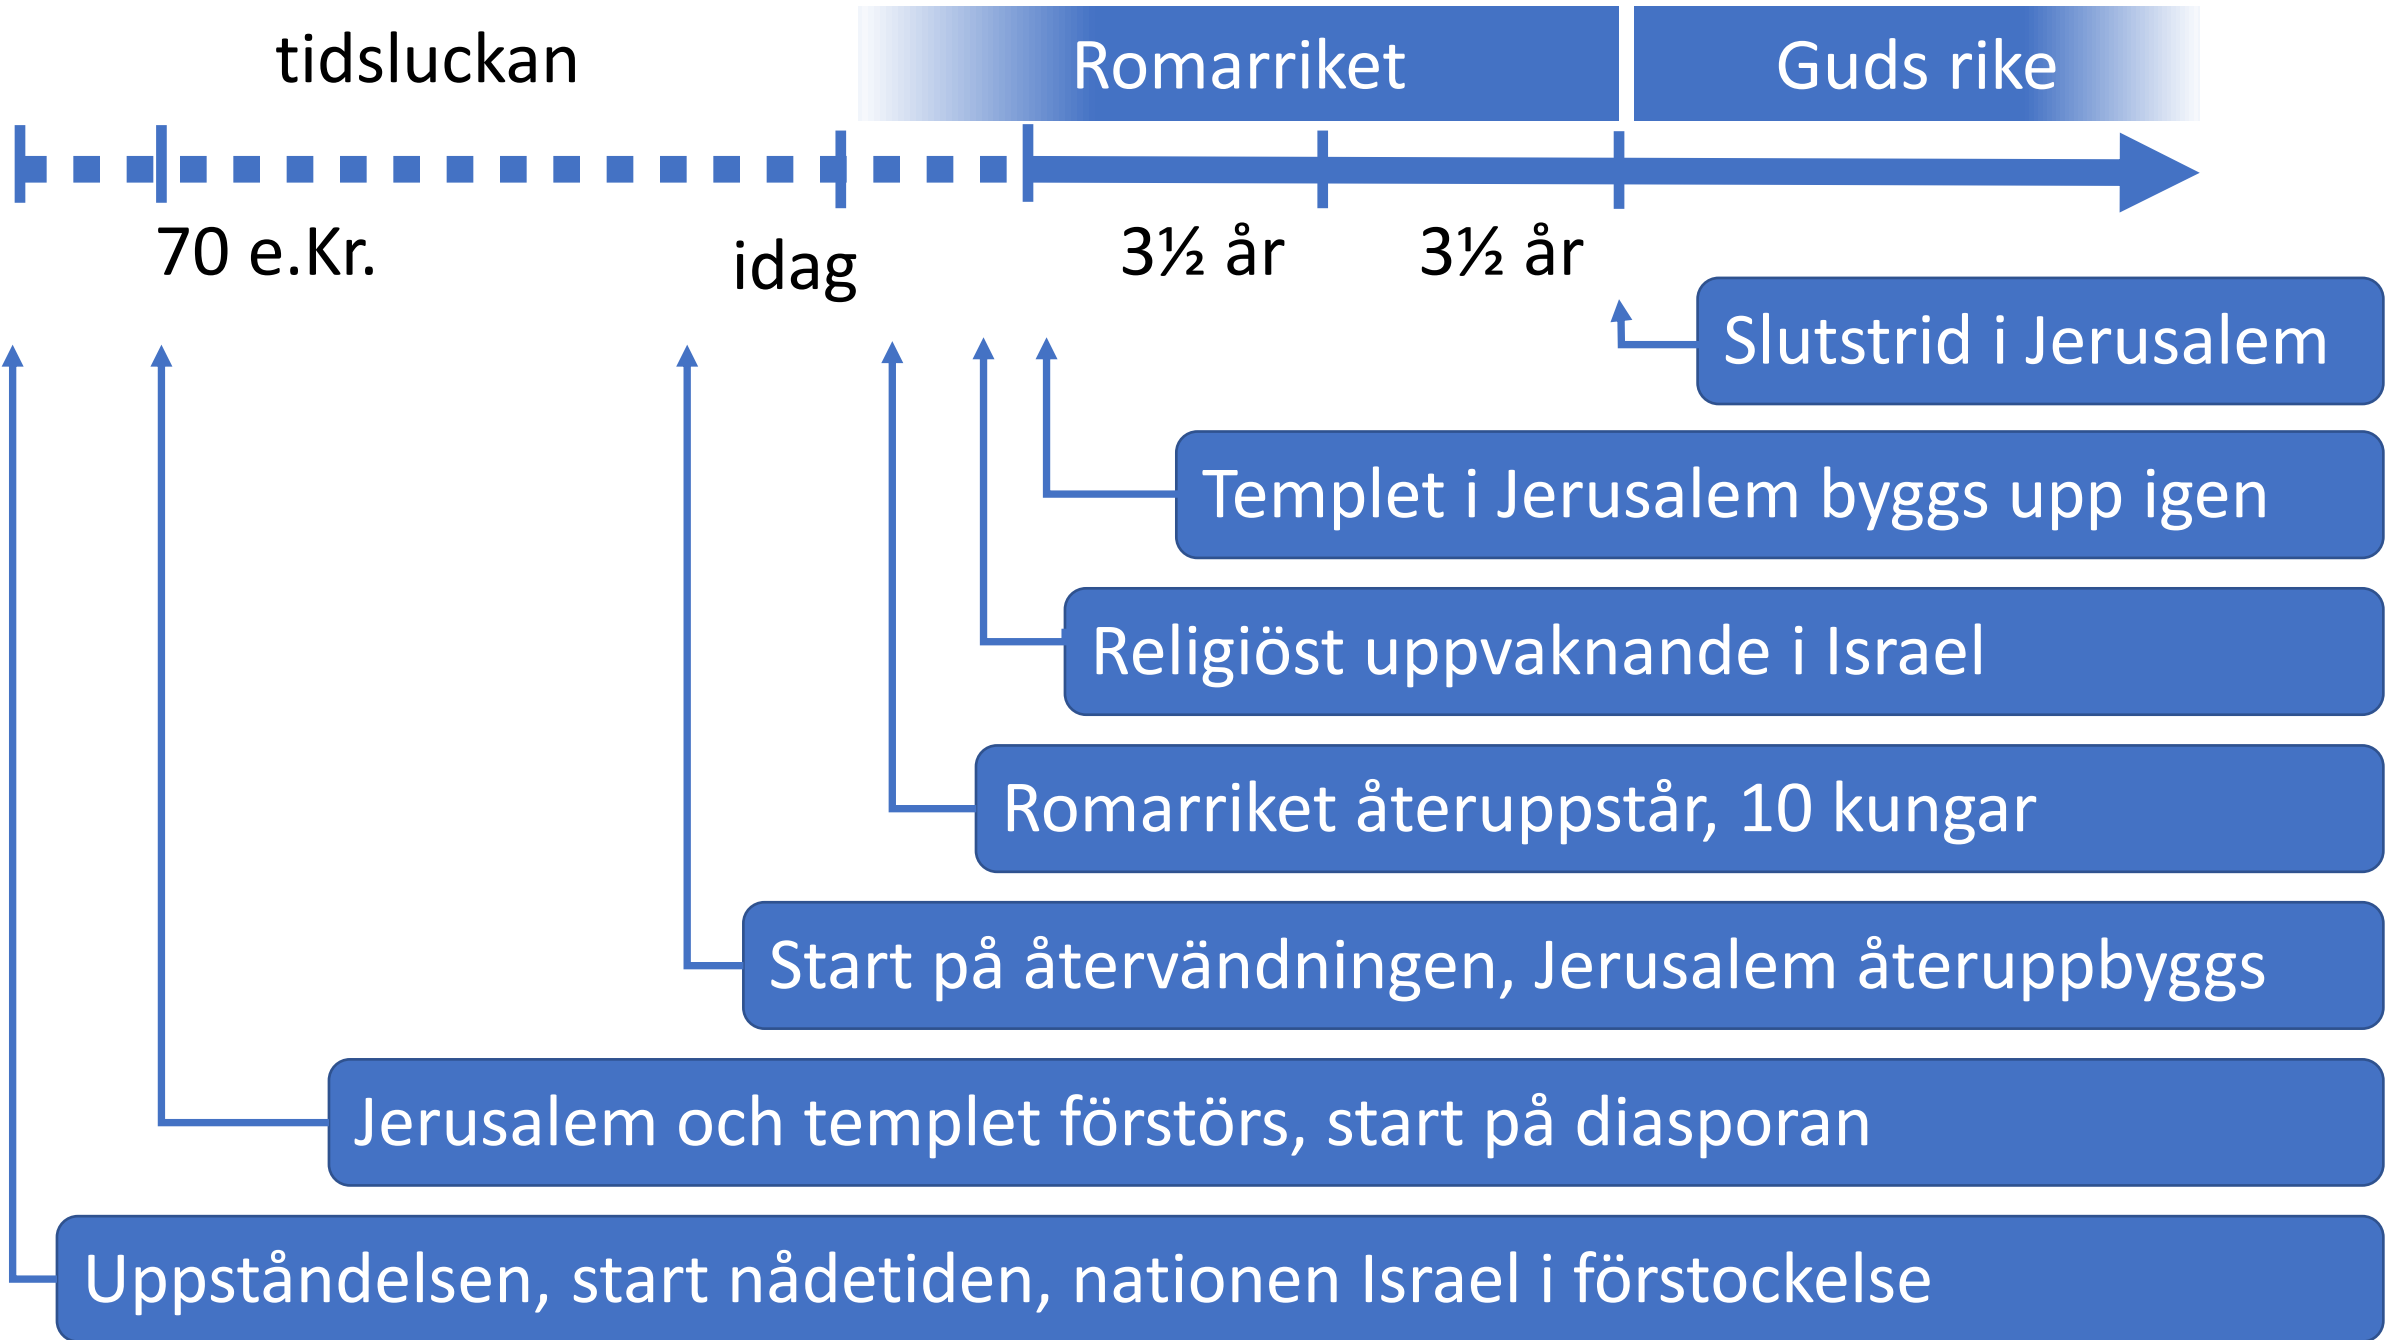 tidsluckan
Romarriket
Guds rike
70 e.Kr.
idag
3½ år
3½ år
Slutstrid i Jerusalem
Templet i Jerusalem byggs upp igen
Religiöst uppvaknande i Israel
Romarriket återuppstår, 10 kungar
Start på återvändningen, Jerusalem återuppbyggs
Jerusalem och templet förstörs, start på diasporan
Uppståndelsen, start nådetiden, nationen Israel i förstockelse